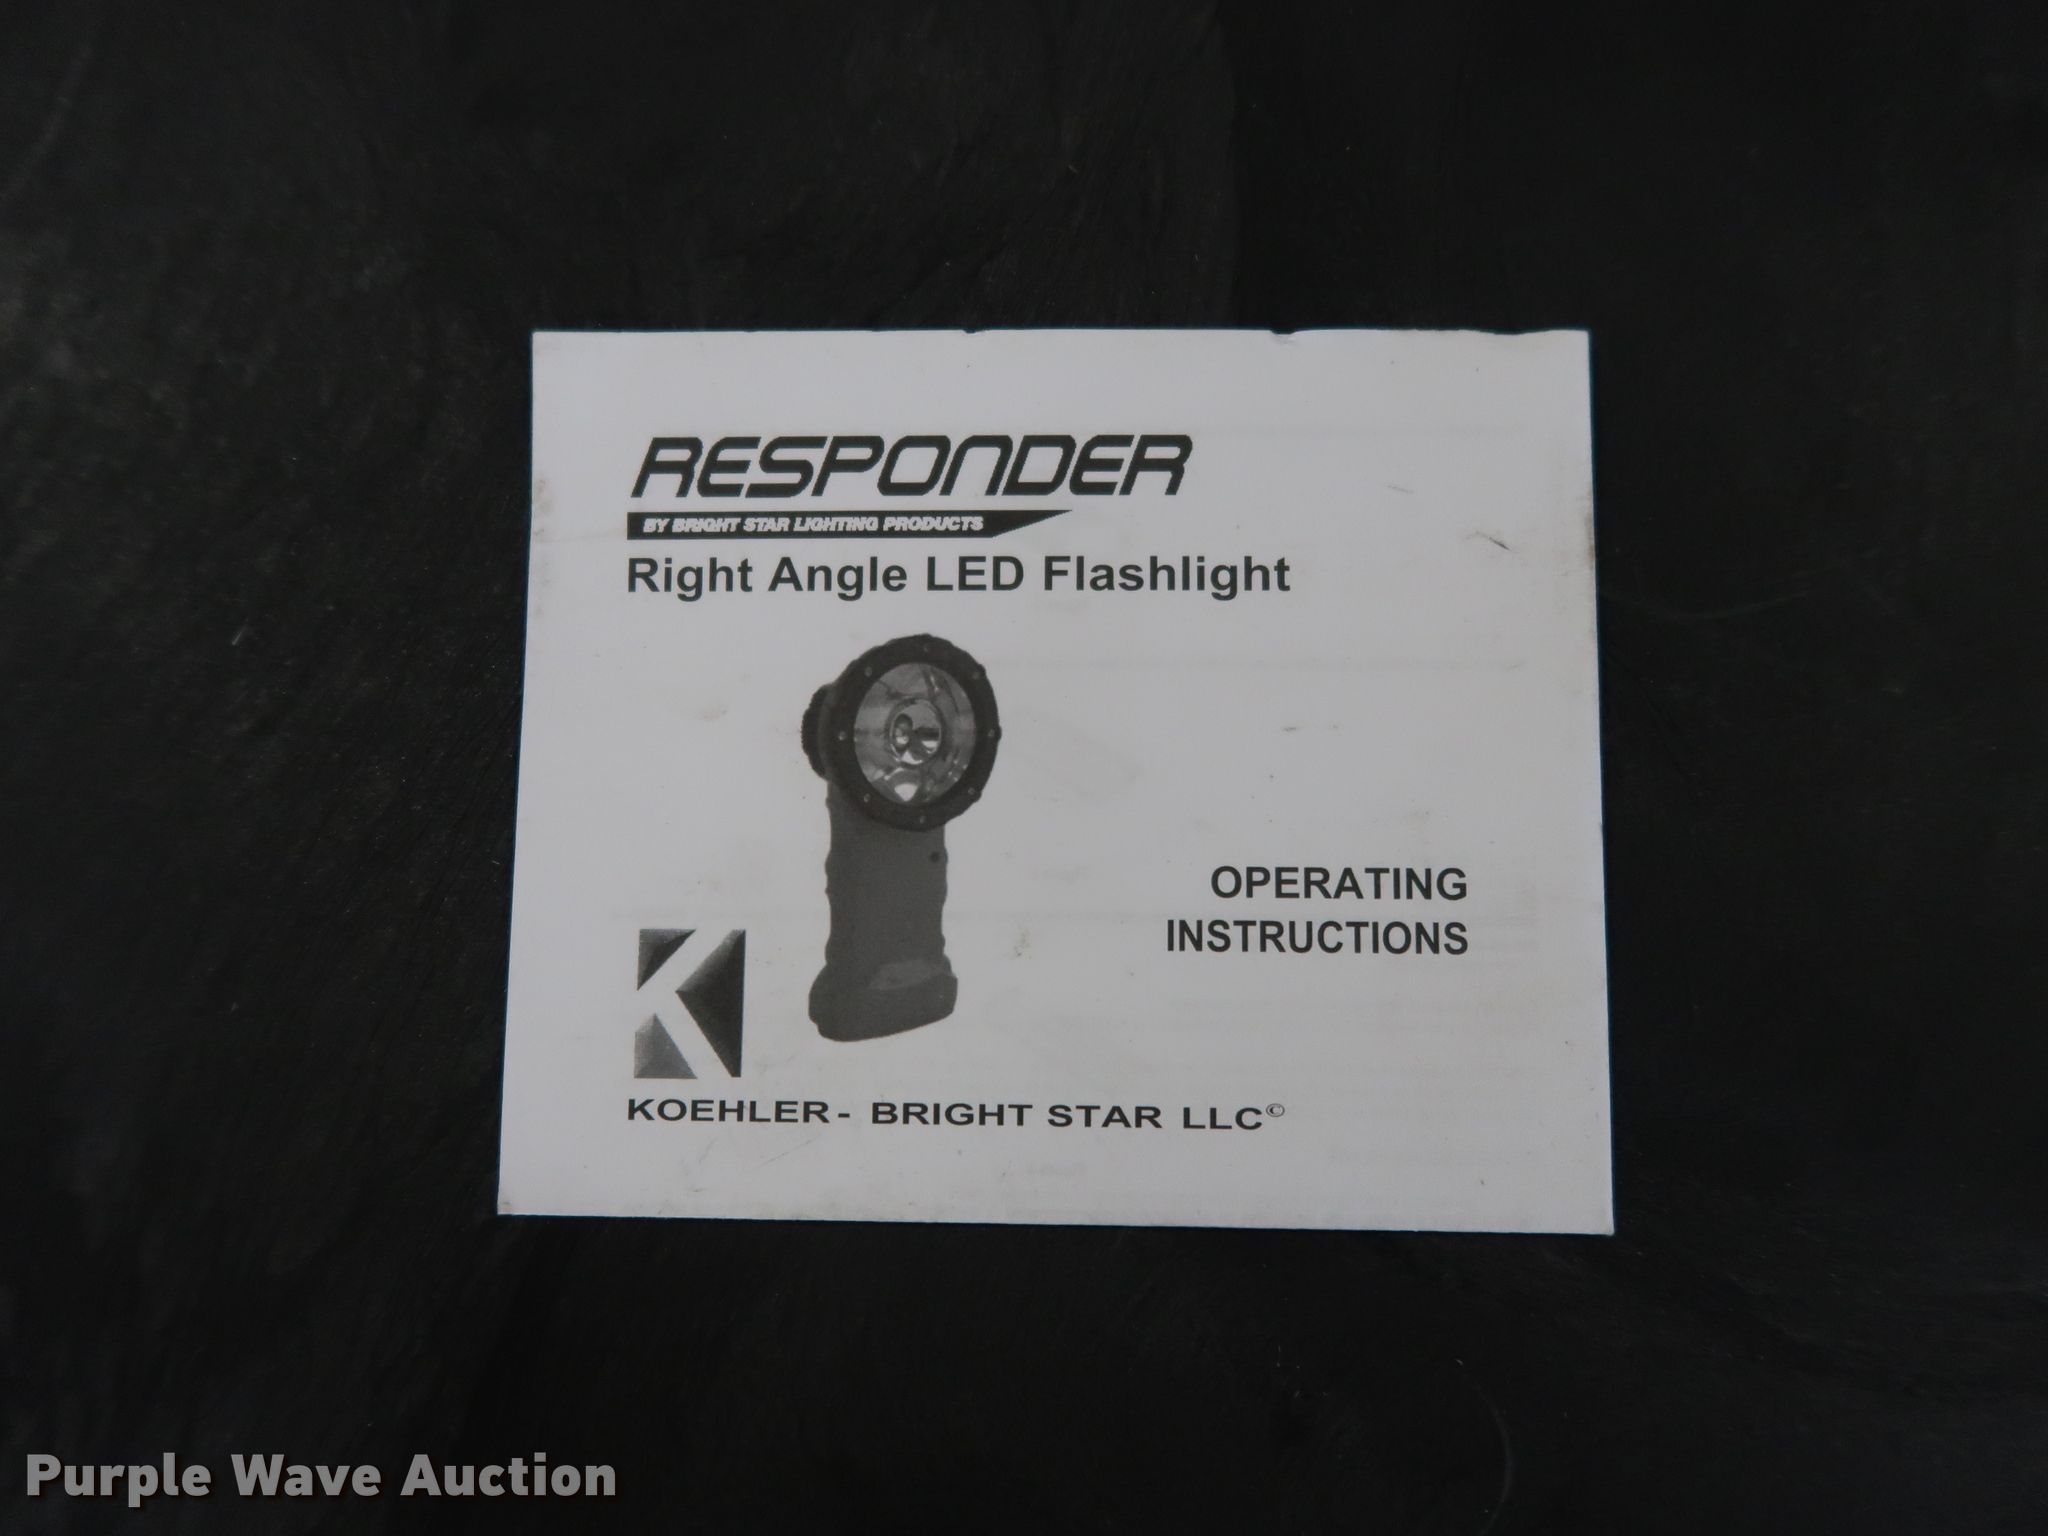 RESPONDER
BY BRIGHT STAR LIGHTING PRODUCTS
Right Angle LED Flashlight
OPERATING
INSTRUCTIONS
K
KOEHLER- BRIGHT STAR LLC©
Purple Wave Auction